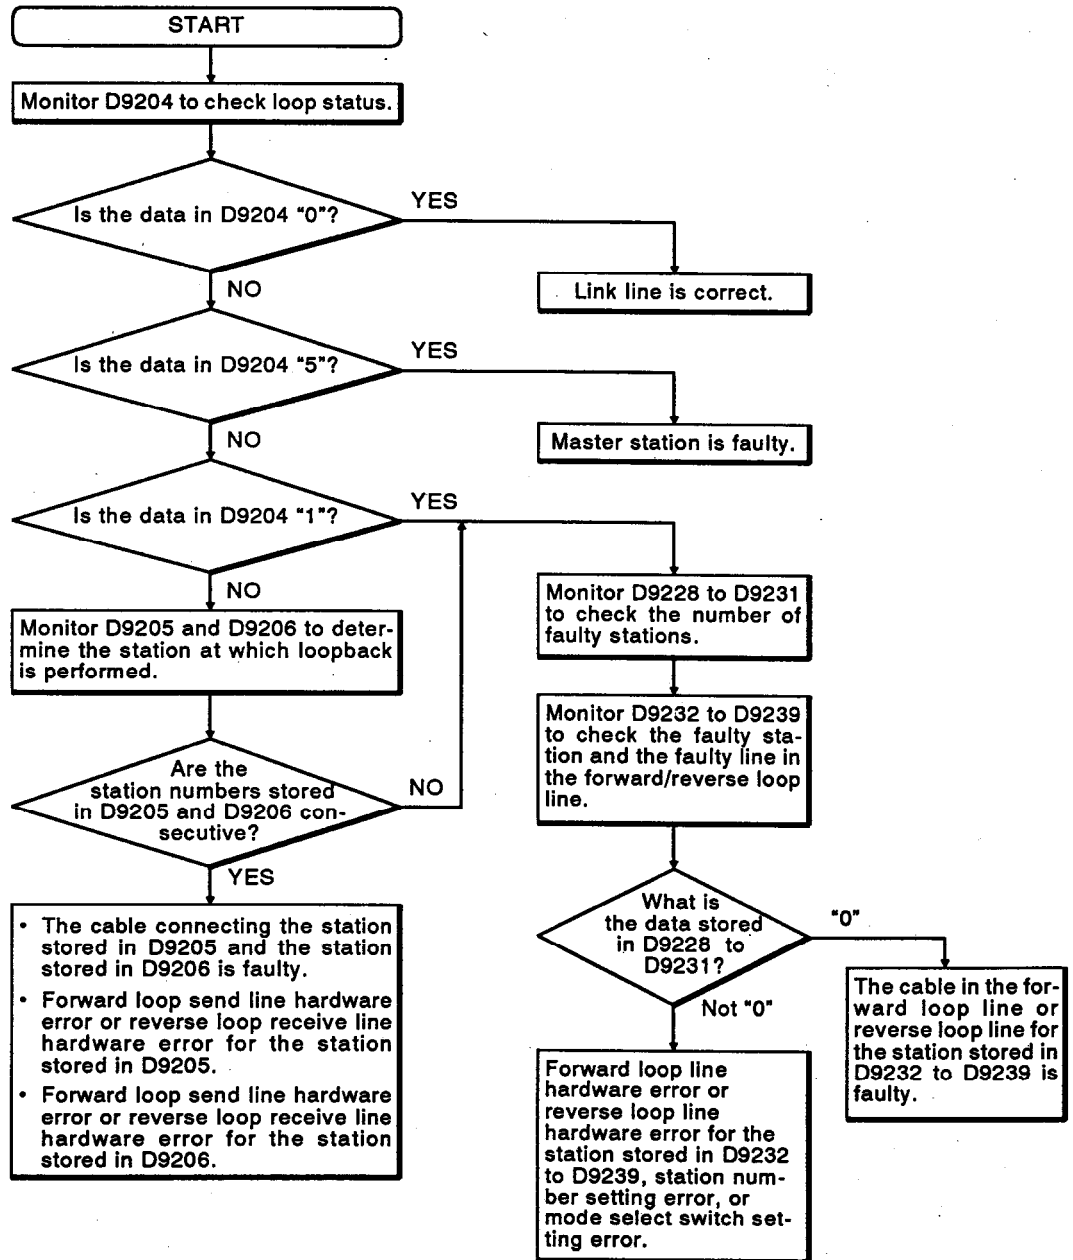 START
Monitor D9204 to check loop status.
Is the data in D9204 "0"?
YES
NO
Link line is correct.
Is the data in D9204 "5"?
YES
NO
Master station is faulty.
Is the data in D9204 "1"?
YES
NO
Monitor D9205 and D9206 to deter-
mine the station at which loopback
is performed.
Are the
station numbers stored
in D9205 and D9206 con-
secutive?
NO
YES
• The cable connecting the station
stored in D9205 and the station
stored in D9206 is faulty.
• Forward loop send line hardware
error or reverse loop receive line
hardware error for the station
stored in D9205.
• Forward loop send line hardware
error or reverse loop receive line
hardware error for the station
stored in D9206.
Monitor D9228 to D9231
to check the number of
faulty stations.
Monitor D9232 to D9239
to check the faulty sta-
tion and the faulty line in
the forward/reverse loop
line.
What is
the data stored
in D9228 to
D9231?
"0"
Not "0"
The cable in the for-
ward loop line or
reverse loop line for
the station stored in
D9232 to D9239 is
faulty.
Forward loop line
hardware error or
reverse loop line
hardware error for the
station stored in D9232
to D9239, station num-
ber setting error, or
mode select switch set-
ting error.